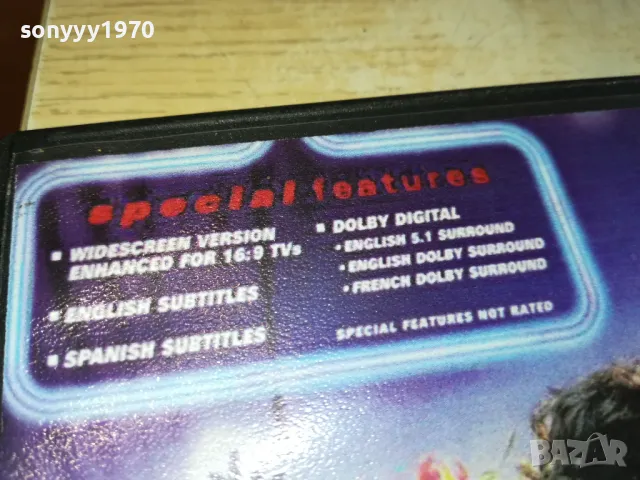 sonyyy1970
special features
▪ WIDESCREEN VERSION
ENHANCED FOR 16:9 TVs
▪ ENGLISH SUBTITLES
▪ SPANISH SUBTITLES
▪ DOLBY DIGITAL
• ENGLISH 5.1 SURROUND
• ENGLISH DOLBY SURROUND
• FRENCH DOLBY SURROUND
SPECIAL FEATURES NOT RATED
BAZAR
bg